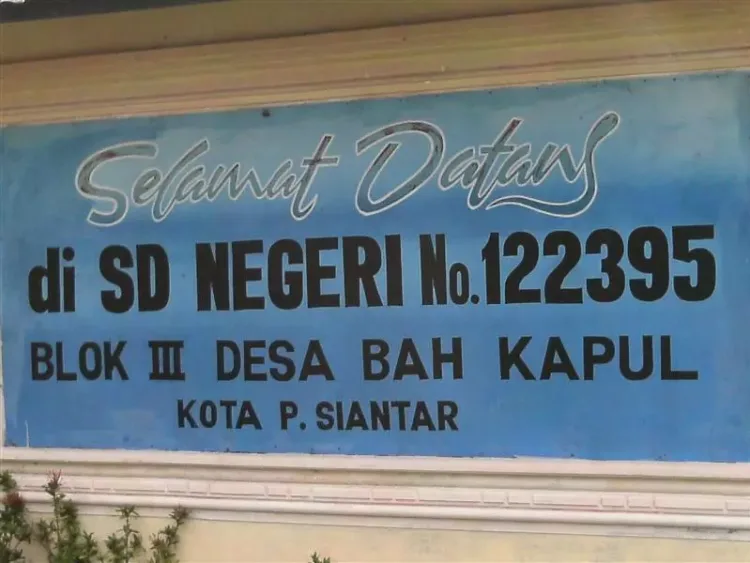 Selamat Datang
di SD NEGERI No.122395
BLOK III DESA BAH KAPUL
KOTA P. SIANTAR